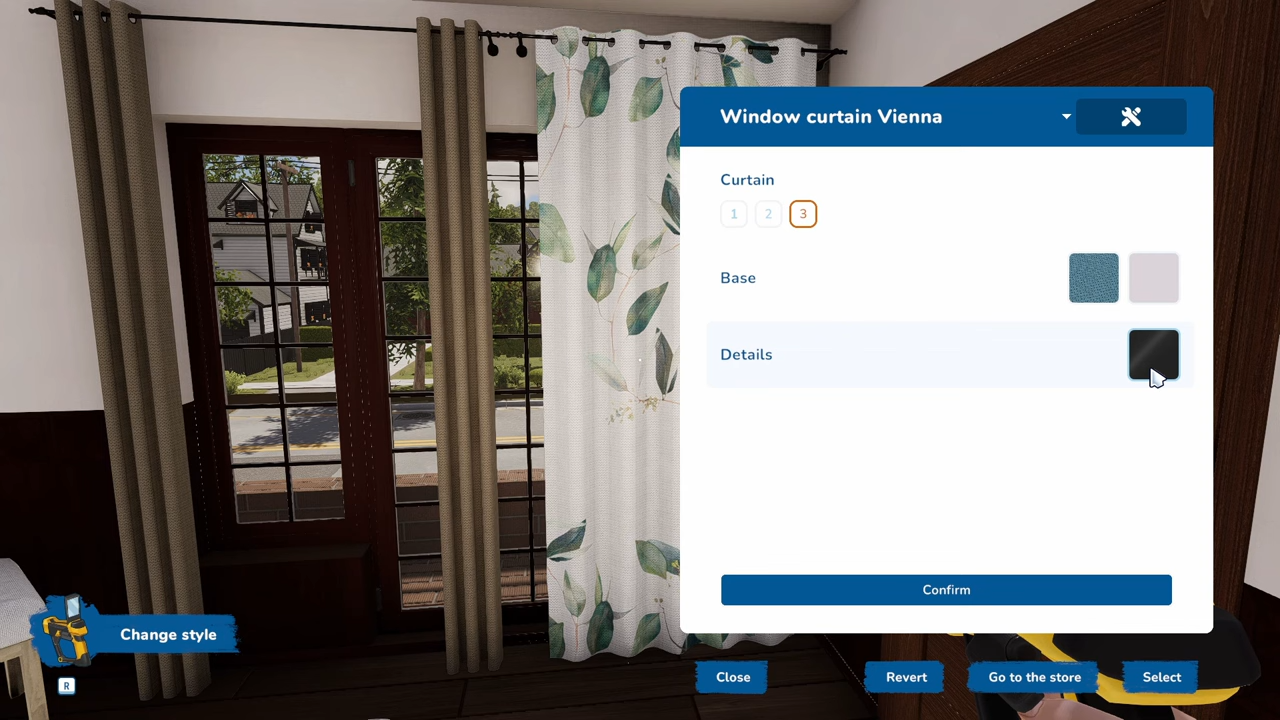 Window curtain Vienna
Curtain
1 2 3
Base
Details
Confirm
Change style
R
Close
Revert
Go to the store
Select